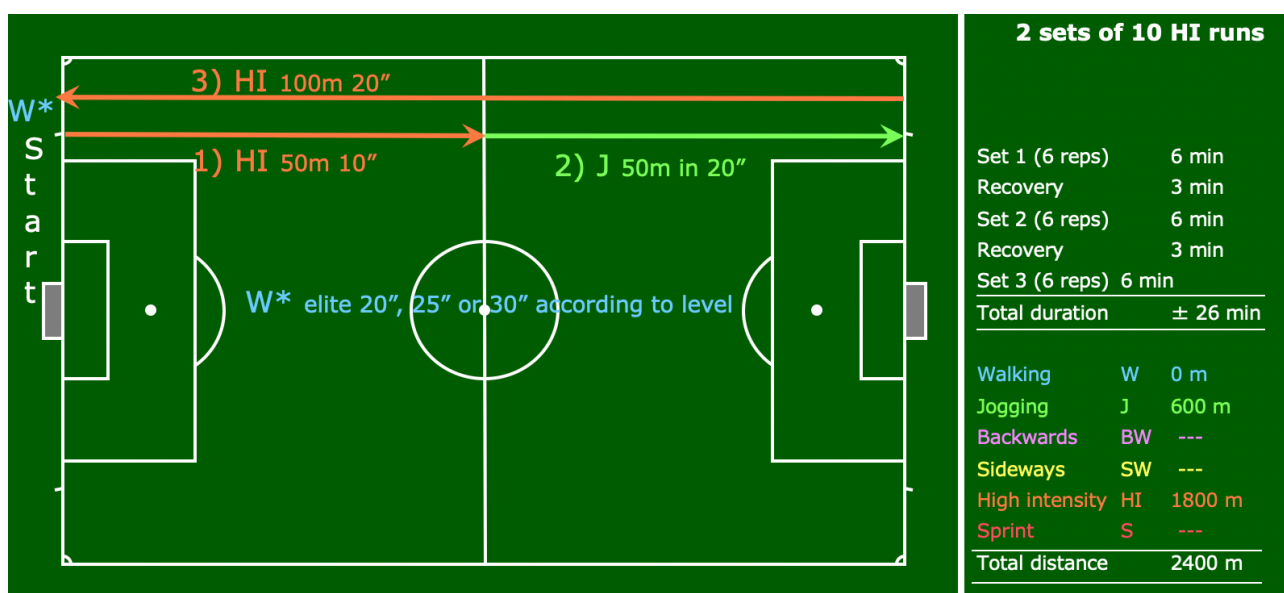 3) HI 100m 20”
W*
Start
1) HI 50m 10”
2) J 50m in 20”
W* elite 20”, 25” or 30” according to level
2 sets of 10 HI runs
Set 1 (6 reps) 6 min
Recovery 3 min
Set 2 (6 reps) 6 min
Recovery 3 min
Set 3 (6 reps) 6 min
Total duration ± 26 min
Walking W 0 m
Jogging J 600 m
Backwards BW ---
Sideways SW ---
High intensity HI 1800 m
Sprint S ---
Total distance 2400 m